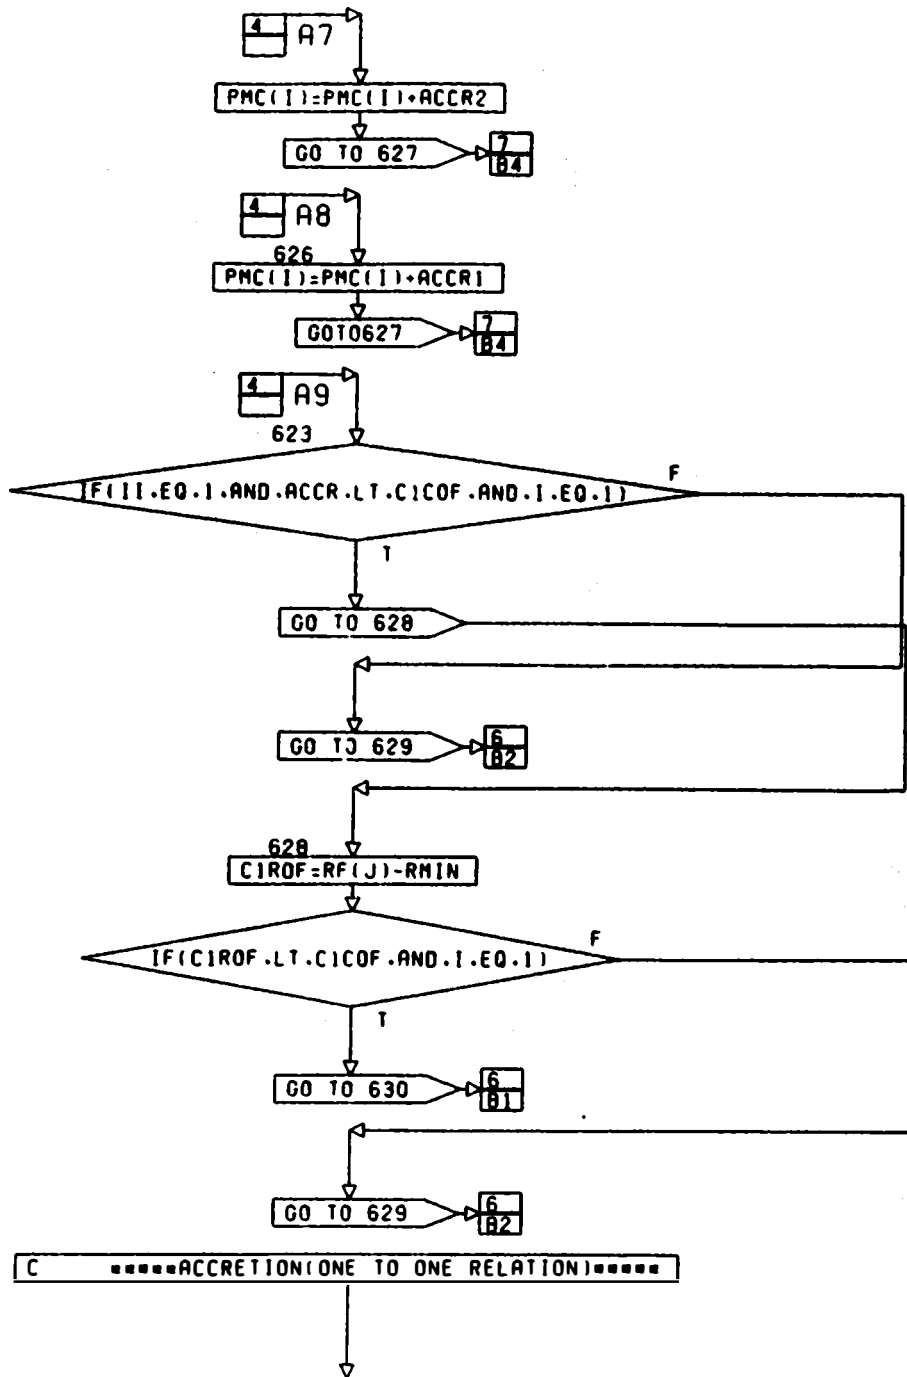 4 A7
PMC(I)=PMC(I)+ACCR2
GO TO 627
7
B4
4 A8
626
PMC(I)=PMC(I)+ACCR1
GOTO627
7
B4
4 A9
623
IF(II.EQ.1.AND.ACCR.LT.C1COF.AND.I.EQ.1)
F
T
GO TO 628
GO TO 629
6
B2
628
C1ROF=RF(J)-RMIN
IF(C1ROF.LT.C1COF.AND.I.EQ.1)
F
T
GO TO 630
6
B1
GO TO 629
6
B2
C *****ACCRETION(ONE TO ONE RELATION)*****